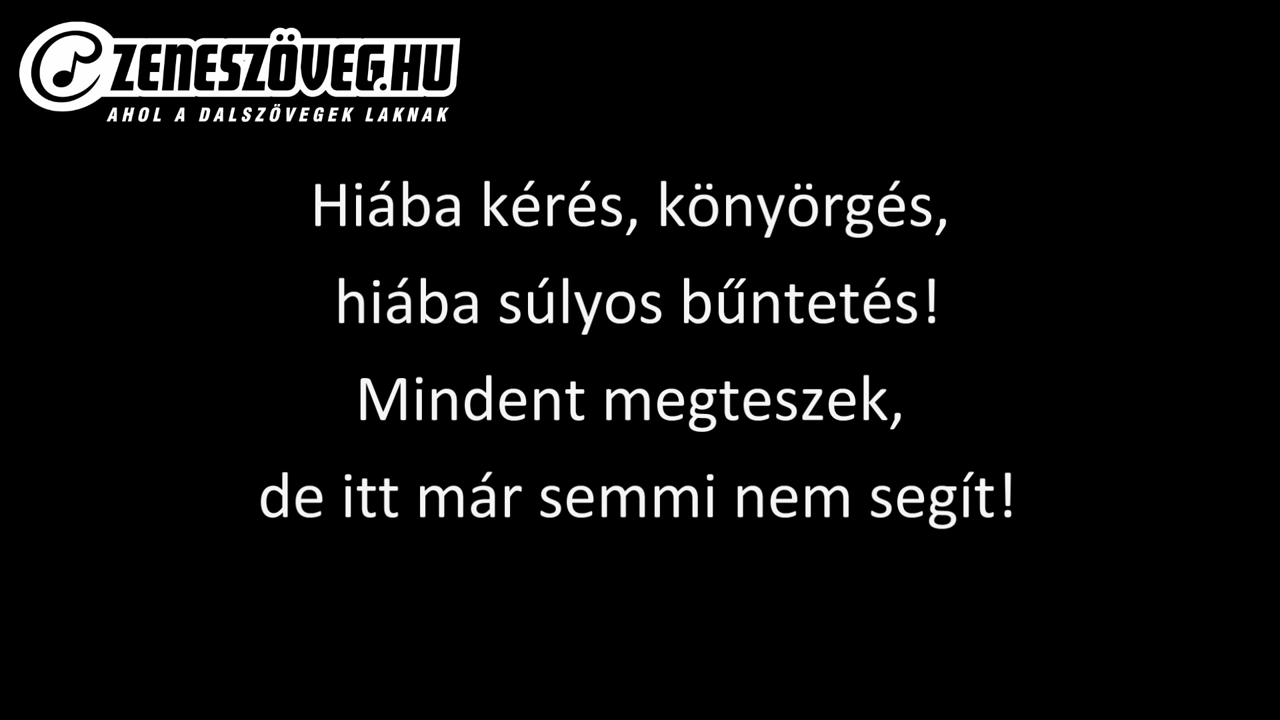 ZENESZÖVEG.HU
AHOL A DALSZÖVEGEK LAKNAK
Hiába kérés, könyörgés,
hiába súlyos bűntetés!
Mindent megteszek,
de itt már semmi nem segít!